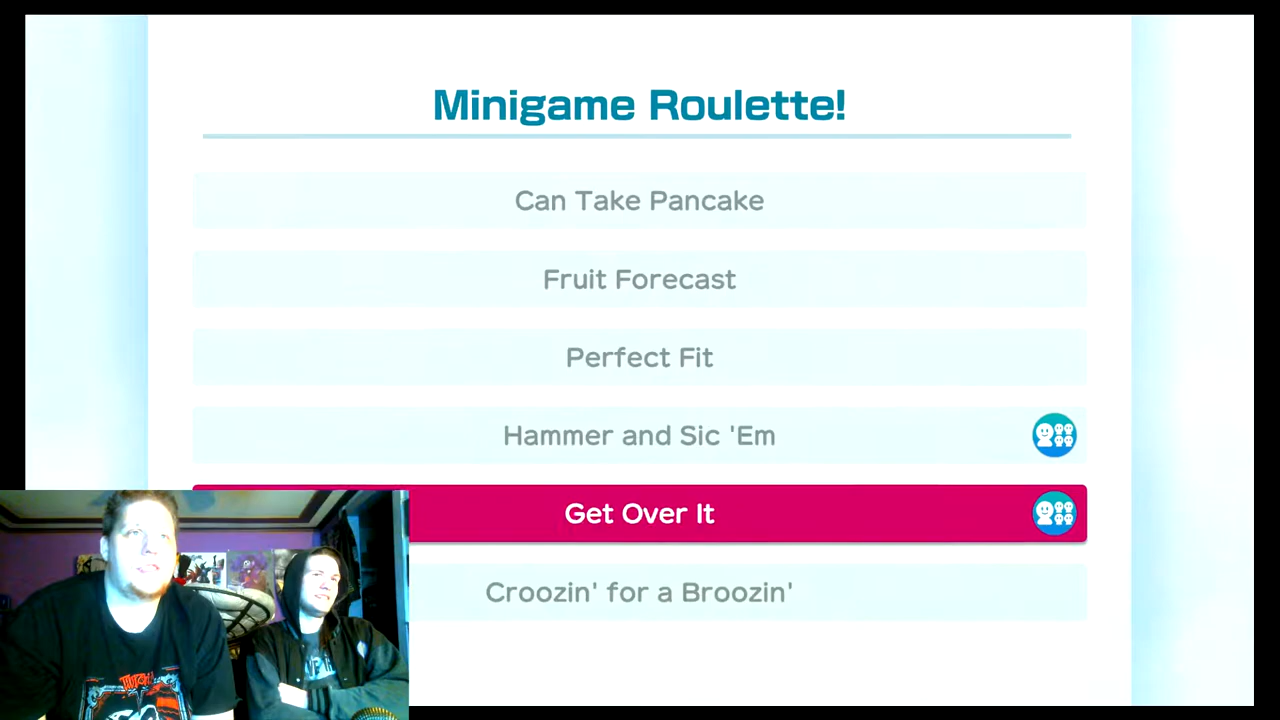 Minigame Roulette!
Can Take Pancake
Fruit Forecast
Perfect Fit
Hammer and Sic 'Em
Get Over It
Croozin' for a Broozin'